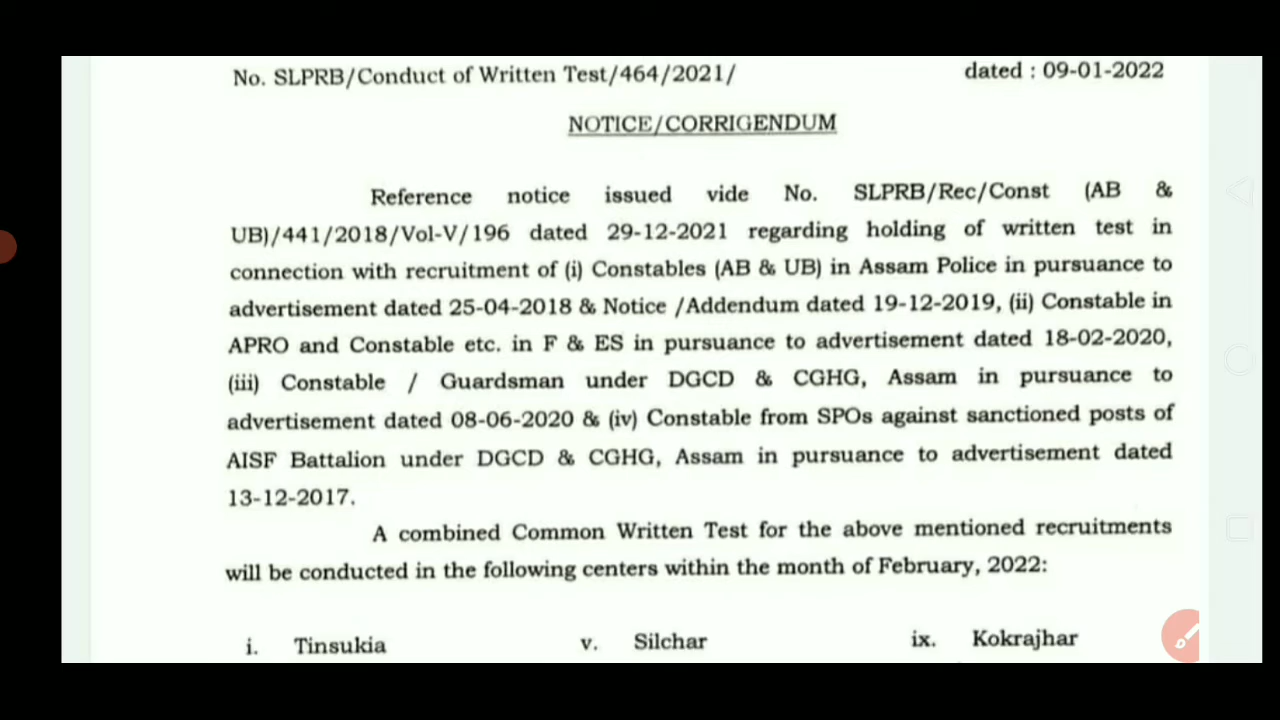 No. SLPRB/Conduct of Written Test/464/2021/ dated : 09-01-2022
NOTICE/CORRIGENDUM
Reference notice issued vide No. SLPRB/Rec/Const (AB &
UB)/441/2018/Vol-V/196 dated 29-12-2021 regarding holding of written test in
connection with recruitment of (i) Constables (AB & UB) in Assam Police in pursuance to
advertisement dated 25-04-2018 & Notice /Addendum dated 19-12-2019, (ii) Constable in
APRO and Constable etc. in F & ES in pursuance to advertisement dated 18-02-2020,
(iii) Constable / Guardsman under DGCD & CGHG, Assam in pursuance to
advertisement dated 08-06-2020 & (iv) Constable from SPOs against sanctioned posts of
AISF Battalion under DGCD & CGHG, Assam in pursuance to advertisement dated
13-12-2017.
A combined Common Written Test for the above mentioned recruitments
will be conducted in the following centers within the month of February, 2022:
i. Tinsukia v. Silchar ix. Kokrajhar